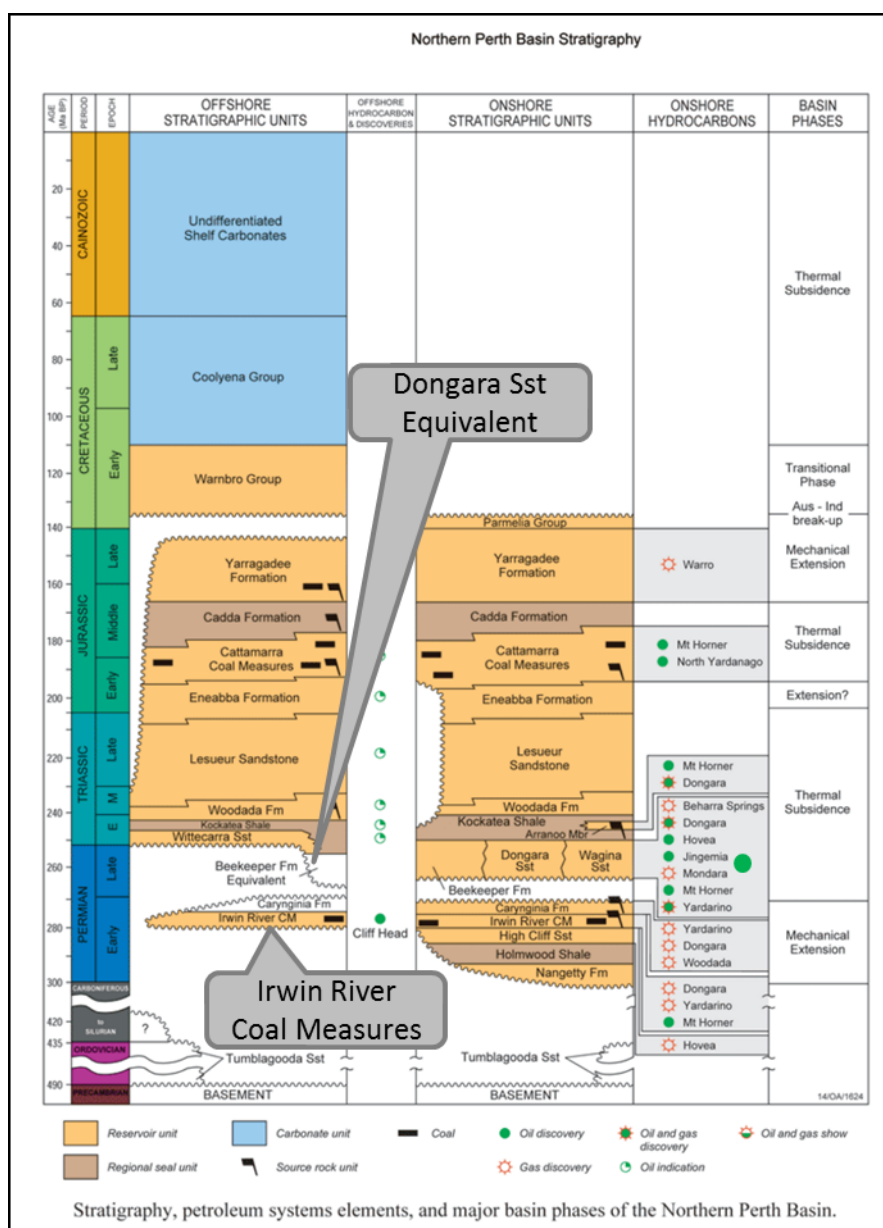 Northern Perth Basin Stratigraphy
AGE
(Ma BP)
PERIOD
EPOCH
OFFSHORE
STRATIGRAPHIC UNITS
OFFSHORE
HYDROCARBON
& DISCOVERIES
ONSHORE
STRATIGRAPHIC UNITS
ONSHORE
HYDROCARBONS
BASIN
PHASES
20
40
60
80
100
120
140
160
180
200
220
240
260
280
300
420
435
490
CAINOZOIC
CRETACEOUS
JURASSIC
TRIASSIC
PERMIAN
CARBONIFEROUS
to
SILURIAN
ORDOVICIAN
PRECAMBRIAN
Late
Early
Late
Middle
Early
Late
M
E
Late
Early
Undifferentiated
Shelf Carbonates
Coolyena Group
Warnbro Group
Yarragadee
Formation
Cadda Formation
Cattamarra
Coal Measures
Eneabba Formation
Lesueur Sandstone
Woodada Fm
Kockatea Shale
Wittecarra Sst
Beekeeper Fm
Equivalent
Carynginia Fm
Irwin River CM
?
Tumblagooda Sst
BASEMENT
Dongara Sst
Equivalent
Irwin River
Coal Measures
Cliff Head
Parmelia Group
Yarragadee
Formation
Cadda Formation
Cattamarra
Coal Measures
Eneabba Formation
Lesueur
Sandstone
Woodada Fm
Kockatea Shale
Arranoo Mbr
Dongara
Sst
Wagina
Sst
Beekeeper Fm
Carynginia Fm
Irwin River CM
High Cliff Sst
Holmwood Shale
Nangetty Fm
Tumblagooda Sst
BASEMENT
Warro
Mt Horner
North Yardanago
Mt Horner
Dongara
Beharra Springs
Dongara
Hovea
Jingemia
Mondara
Mt Horner
Yardarino
Yardarino
Dongara
Woodada
Dongara
Yardarino
Mt Horner
Hovea
Thermal
Subsidence
Transitional
Phase
Aus - Ind
break-up
Mechanical
Extension
Thermal
Subsidence
Extension?
Thermal
Subsidence
Mechanical
Extension
14/OA/1624
Reservoir unit
Carbonate unit
Coal
Oil discovery
Oil and gas
discovery
Oil and gas show
Regional seal unit
Source rock unit
Gas discovery
Oil indication
Stratigraphy, petroleum systems elements, and major basin phases of the Northern Perth Basin.